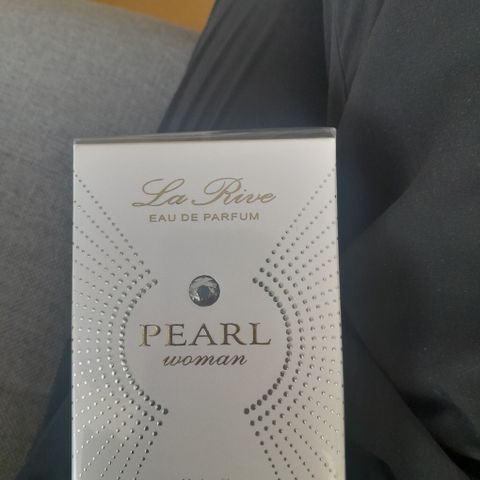 La Rive
EAU DE PARFUM
PEARL
woman